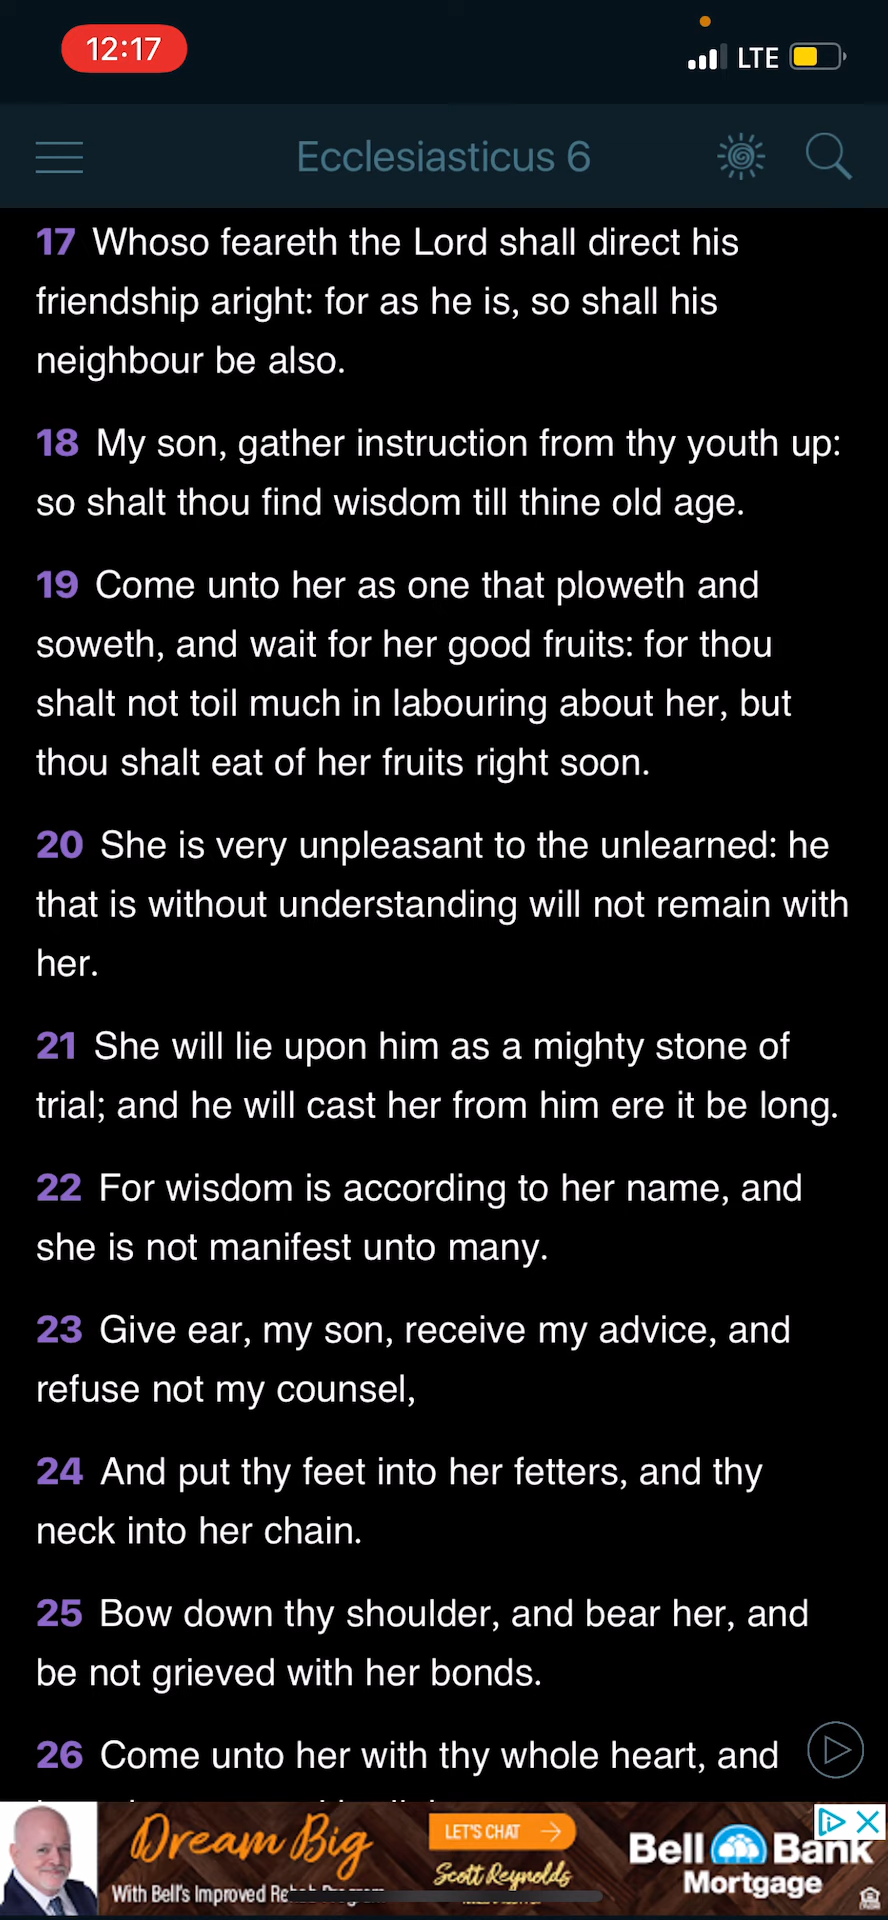 12:17
LTE
Ecclesiasticus 6
17 Whoso feareth the Lord shall direct his
friendship aright: for as he is, so shall his
neighbour be also.
18 My son, gather instruction from thy youth up:
so shalt thou find wisdom till thine old age.
19 Come unto her as one that ploweth and
soweth, and wait for her good fruits: for thou
shalt not toil much in labouring about her, but
thou shalt eat of her fruits right soon.
20 She is very unpleasant to the unlearned: he
that is without understanding will not remain with
her.
21 She will lie upon him as a mighty stone of
trial; and he will cast her from him ere it be long.
22 For wisdom is according to her name, and
she is not manifest unto many.
23 Give ear, my son, receive my advice, and
refuse not my counsel,
24 And put thy feet into her fetters, and thy
neck into her chain.
25 Bow down thy shoulder, and bear her, and
be not grieved with her bonds.
26 Come unto her with thy whole heart, and
Dream Big
With Bell's Improved
LET'S CHAT
Scott Reynolds
Bell Bank
Mortgage